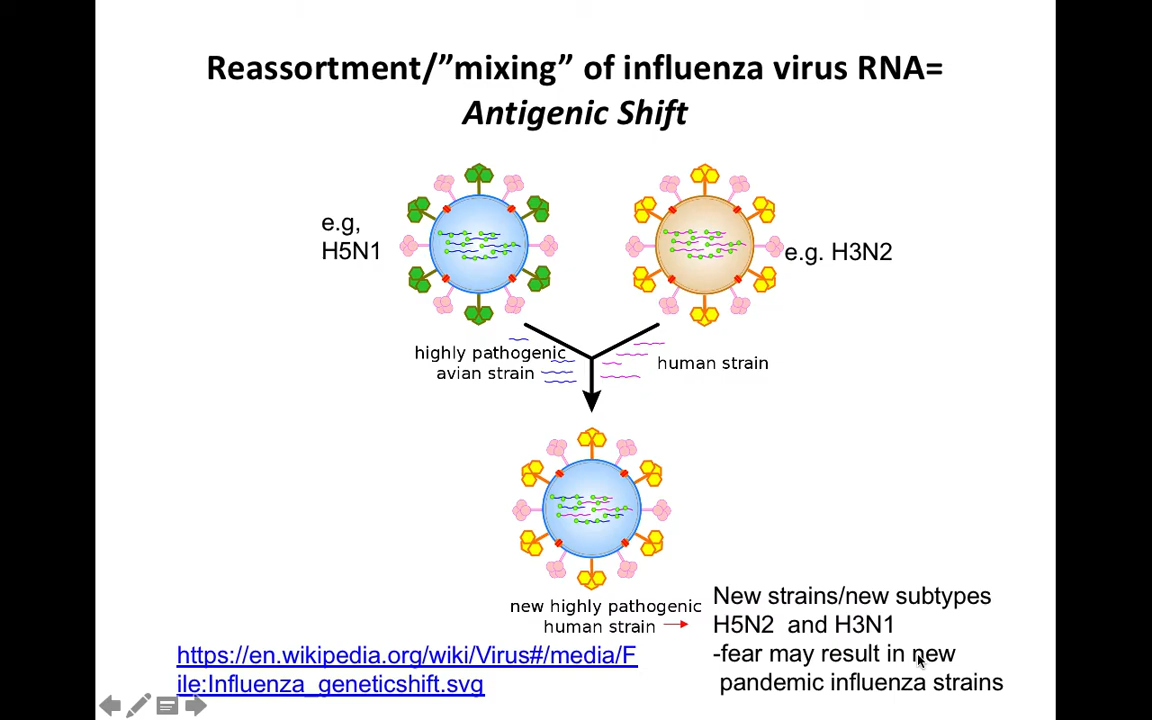 Reassortment/”mixing” of influenza virus RNA=
Antigenic Shift
e.g,
H5N1
e.g. H3N2
highly pathogenic
avian strain
human strain
new highly pathogenic
human strain
New strains/new subtypes
H5N2 and H3N1
-fear may result in new
pandemic influenza strains
https://en.wikipedia.org/wiki/Virus#/media/F
ile:Influenza_geneticshift.svg